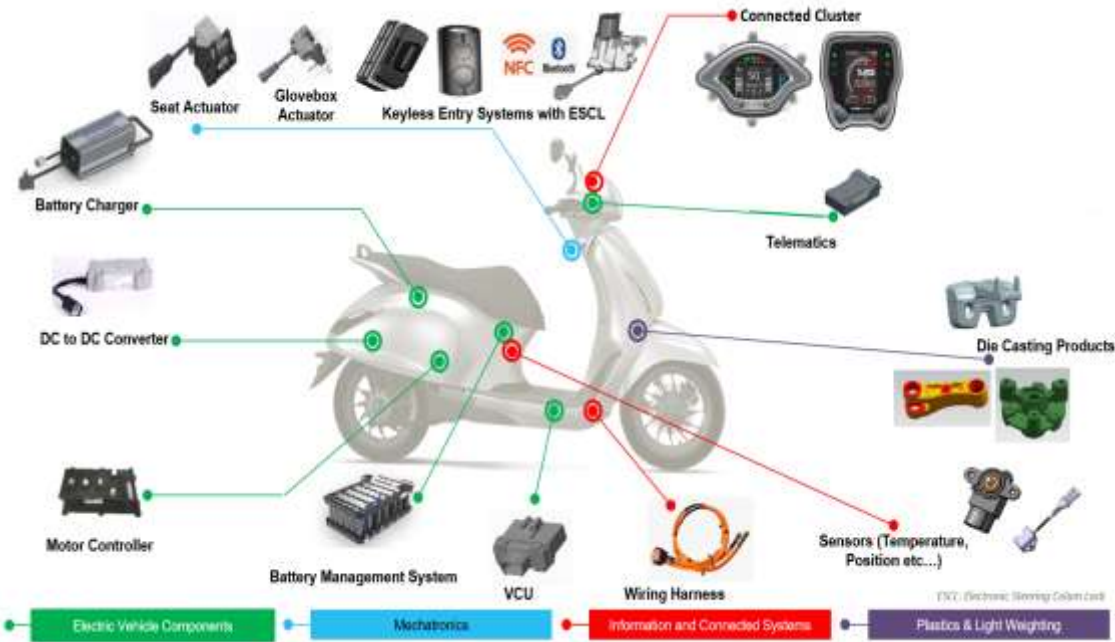 Connected Cluster
NFC
Bluetooth
Seat Actuator
Glovebox
Actuator
Keyless Entry Systems with ESCL
Battery Charger
Telematics
DC to DC Converter
Die Casting Products
Motor Controller
Battery Management System
VCU
Wiring Harness
Sensors (Temperature,
Position etc...)
ESCL: Electronic Steering Column Lock
Electric Vehicle Components
Mechatronics
Information and Connected Systems
Plastics & Light Weighting